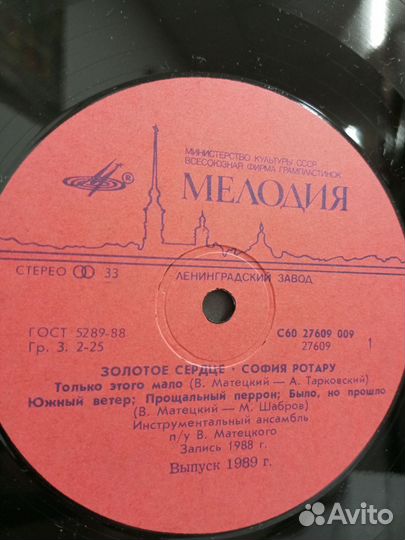 МИНИСТЕРСТВО КУЛЬТУРЫ СССР
ВСЕСОЮЗНАЯ ФИРМА ГРАМПЛАСТИНОК
®
МЕЛОДИЯ
СТЕРЕО 33
ЛЕНИНГРАДСКИЙ ЗАВОД
ГОСТ 5289-88
Гр. 3. 2-25
С60 27609 009
27609 1
ЗОЛОТОЕ СЕРДЦЕ · СОФИЯ РОТАРУ
Только этого мало (В. Матецкий — А. Тарковский)
Южный ветер; Прощальный перрон; Было, но прошло
(В. Матецкий — М. Шабров)
Инструментальный ансамбль
п/у В. Матецкого
Запись 1988 г.
Выпуск 1989 г.
Avito